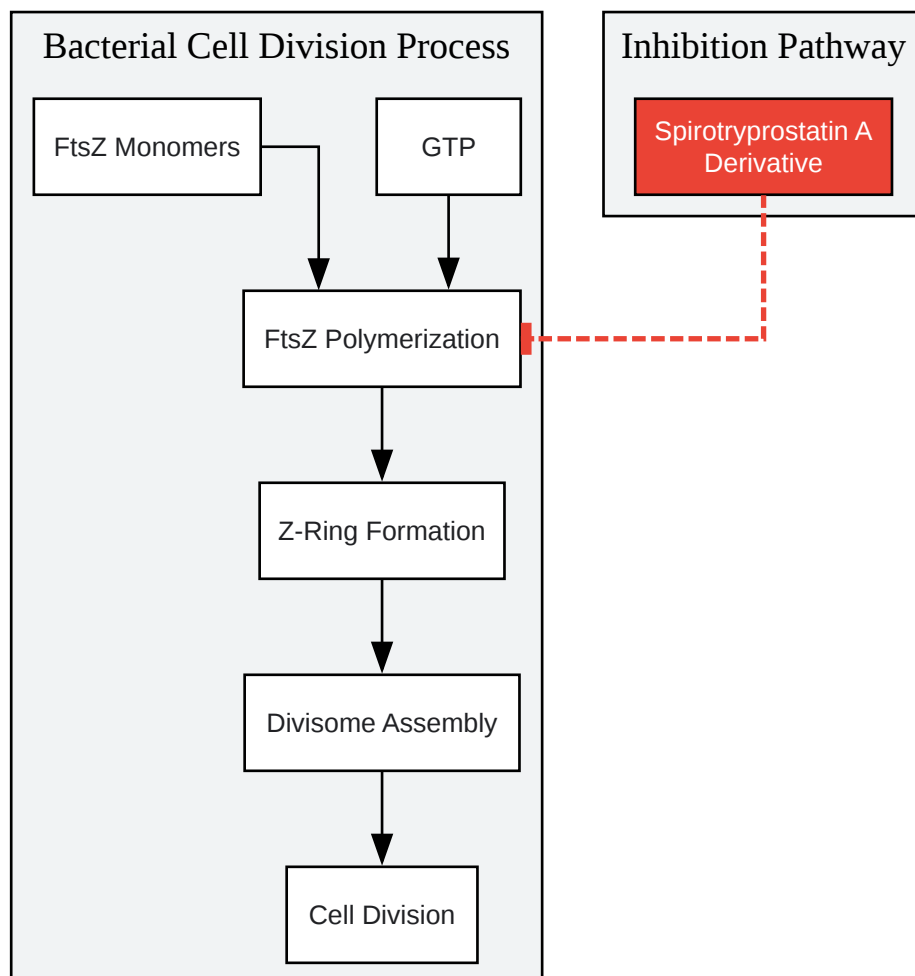 Bacterial Cell Division Process
Inhibition Pathway
FtsZ Monomers
GTP
Spirotryprostatin A
Derivative
FtsZ Polymerization
Z-Ring Formation
Divisome Assembly
Cell Division